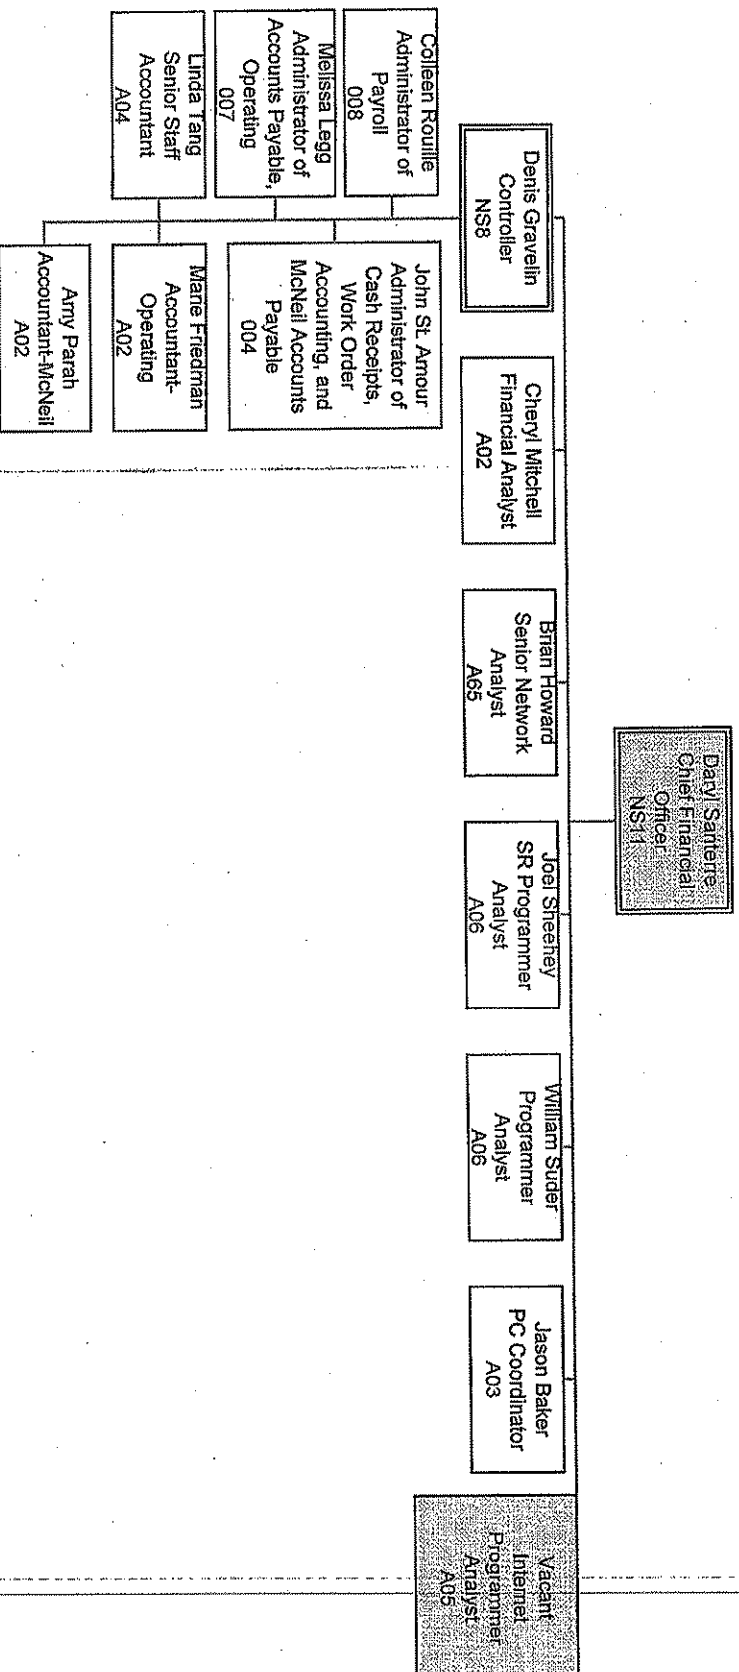 Daryl Santerre
Chief Financial
Officer
NS11
Denis Gravelin
Controller
NS8
Cheryl Mitchell
Financial Analyst
A02
Brian Howard
Senior Network
Analyst
A65
Joel Sheehey
SR Programmer
Analyst
A06
William Suder
Programmer
Analyst
A06
Jason Baker
PC Coordinator
A03
Vacant
Internet
Programmer
Analyst
A05
Colleen Rouille
Administrator of
Payroll
008
John St. Amour
Administrator of
Cash Receipts,
Work Order
Accounting, and
McNeil Accounts
Payable
004
Melissa Legg
Administrator of
Accounts Payable,
Operating
007
Linda Tang
Senior Staff
Accountant
A04
Marie Friedman
Accountant-
Operating
A02
Amy Parah
Accountant-McNeil
A02